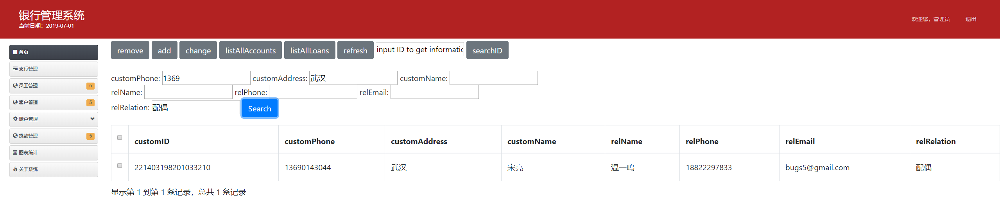 银行管理系统
当前日期：2019-07-01
欢迎您，管理员 退出
首页
支行管理
员工管理 5
客户管理 5
账户管理
贷款管理 5
图表统计
关于系统
remove add change listAllAccounts listAllLoans refresh input ID to get informatic searchID
customPhone: 1369 customAddress: 武汉 customName:
relName: relPhone: relEmail:
relRelation: 配偶 Search
customID customPhone customAddress customName relName relPhone relEmail relRelation
221403198201033210 13690143044 武汉 宋亮 温一鸣 18822297833 bugs5@gmail.com 配偶
显示第 1 到第 1 条记录，总共 1 条记录